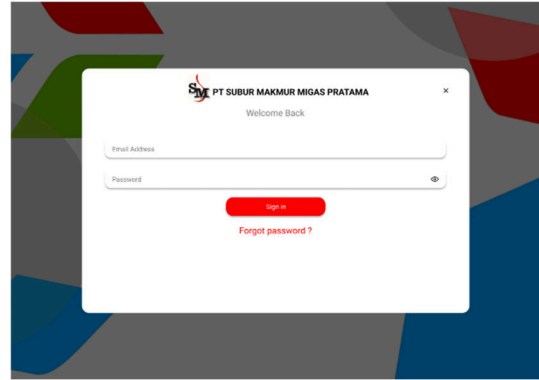 SM PT SUBUR MAKMUR MIGAS PRATAMA
×
Welcome Back
Email Address
Password
Sign in
Forgot password ?